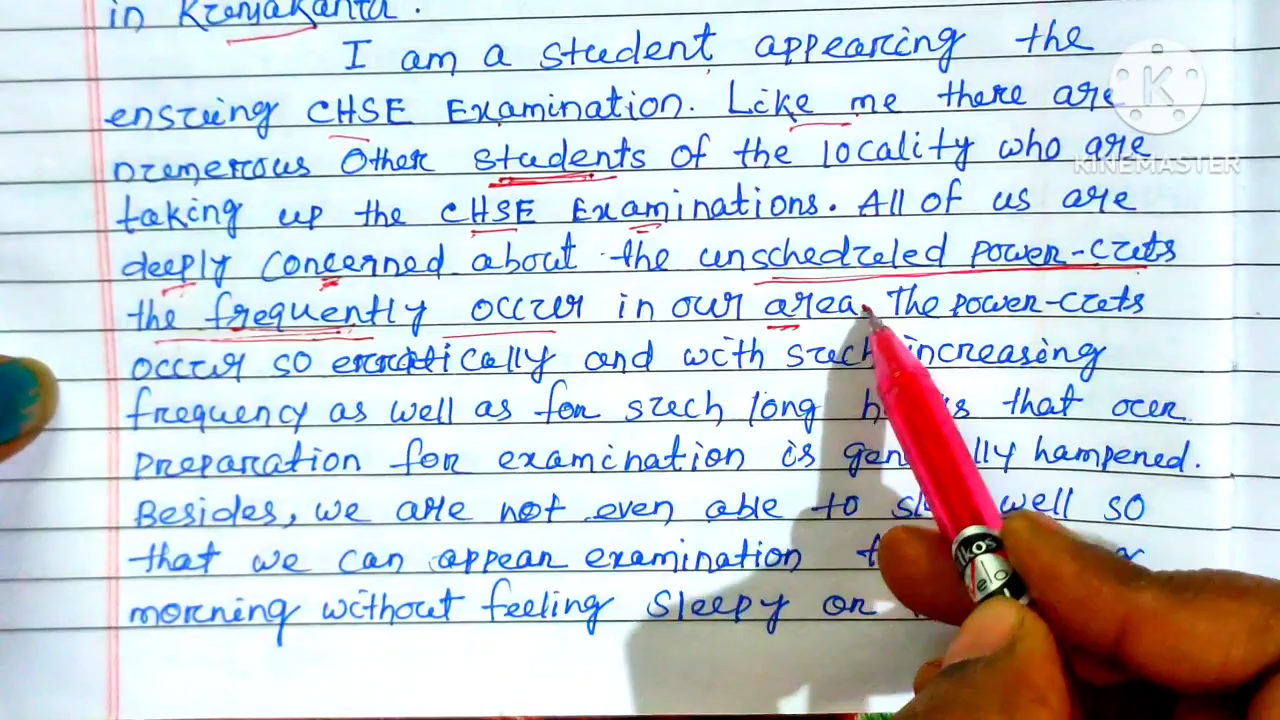 in
I am a student appearing the
ensuing CHSE Examination. Like me there are
numerous Other students of the locality who are
taking up the CHSE Examinations. All of us are
deeply concerned about the unscheduled power-cuts
the frequently occur in our area. The power-cuts
occur so erratically and with such increasing
frequency as well as for such long that our
preparation for examination is hampened.
Besides, we are not even able to well so
that we can appear examination
morning without feeling sleepy or
K
KINEMASTER